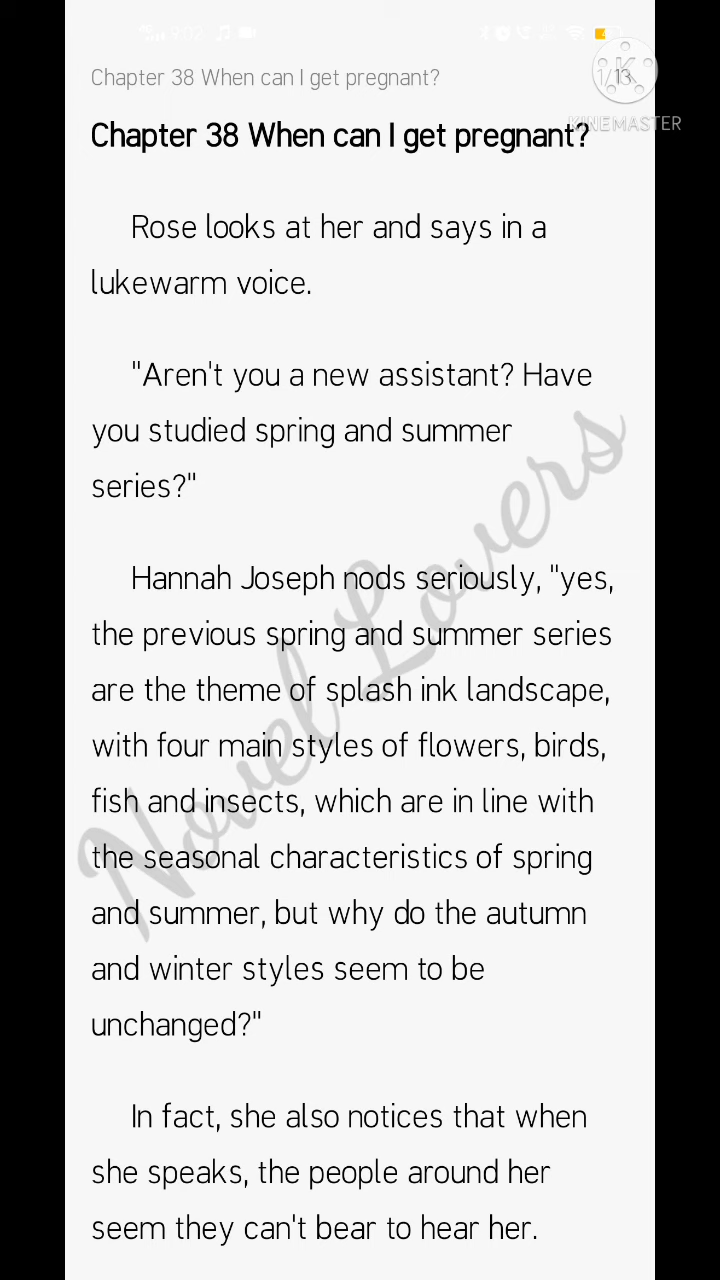 9:02
Chapter 38 When can I get pregnant?
1/13
K
KINEMASTER
Chapter 38 When can I get pregnant?
Rose looks at her and says in a
lukewarm voice.
"Aren't you a new assistant? Have
you studied spring and summer
series?"
Hannah Joseph nods seriously, "yes,
the previous spring and summer series
are the theme of splash ink landscape,
with four main styles of flowers, birds,
fish and insects, which are in line with
the seasonal characteristics of spring
and summer, but why do the autumn
and winter styles seem to be
unchanged?"
In fact, she also notices that when
she speaks, the people around her
seem they can't bear to hear her.
Novel Lovers